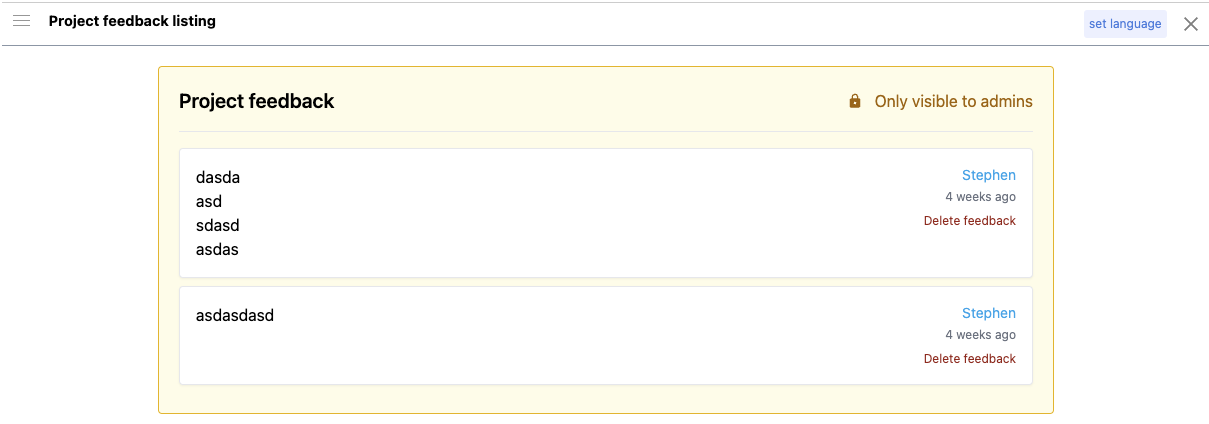 Project feedback listing
set language
Project feedback
Only visible to admins
dasda
asd
sdasd
asdas
Stephen
4 weeks ago
Delete feedback
asdasdasd
Stephen
4 weeks ago
Delete feedback